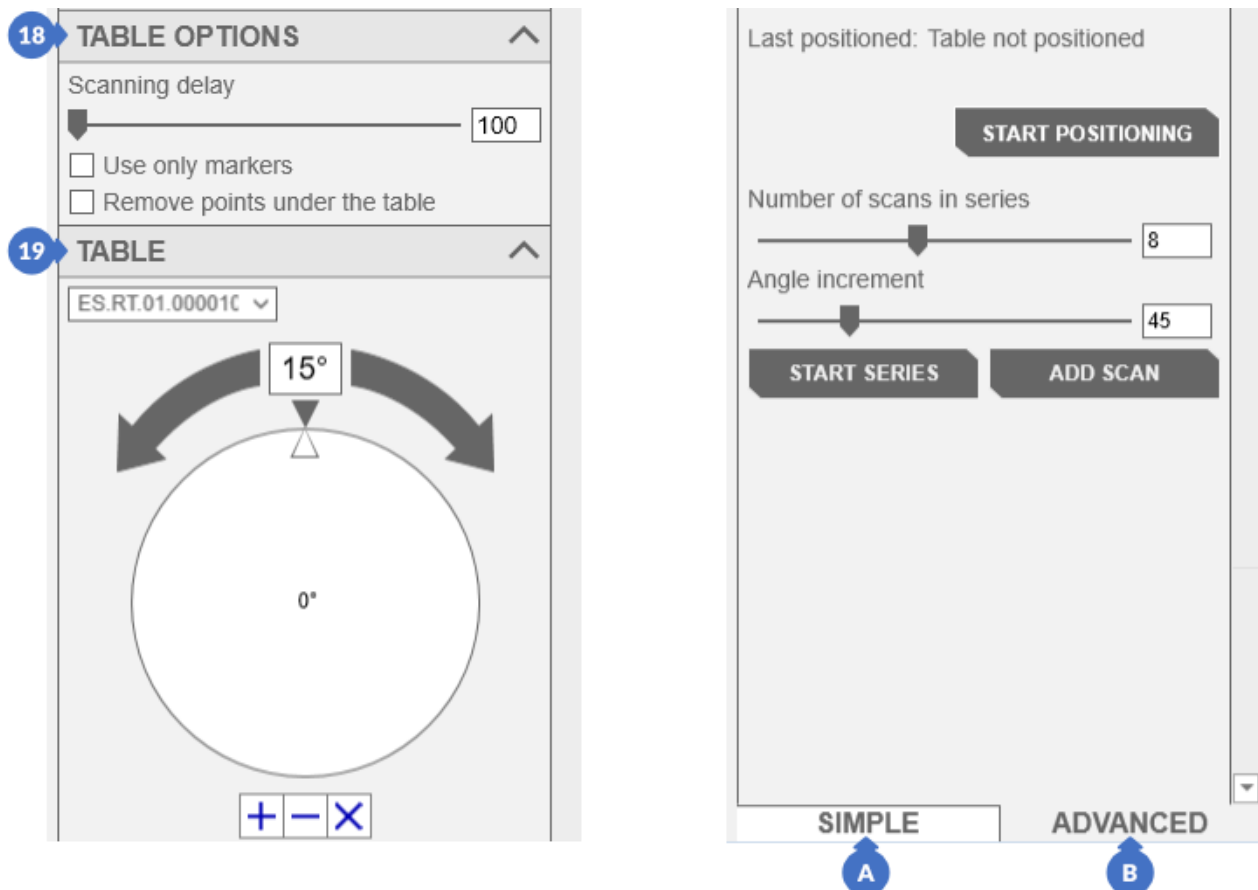 18 TABLE OPTIONS
Scanning delay
100
Use only markers
Remove points under the table
19 TABLE
ES.RT.01.00001
15°
0°
Last positioned: Table not positioned
START POSITIONING
Number of scans in series
8
Angle increment
45
START SERIES ADD SCAN
SIMPLE ADVANCED
A B